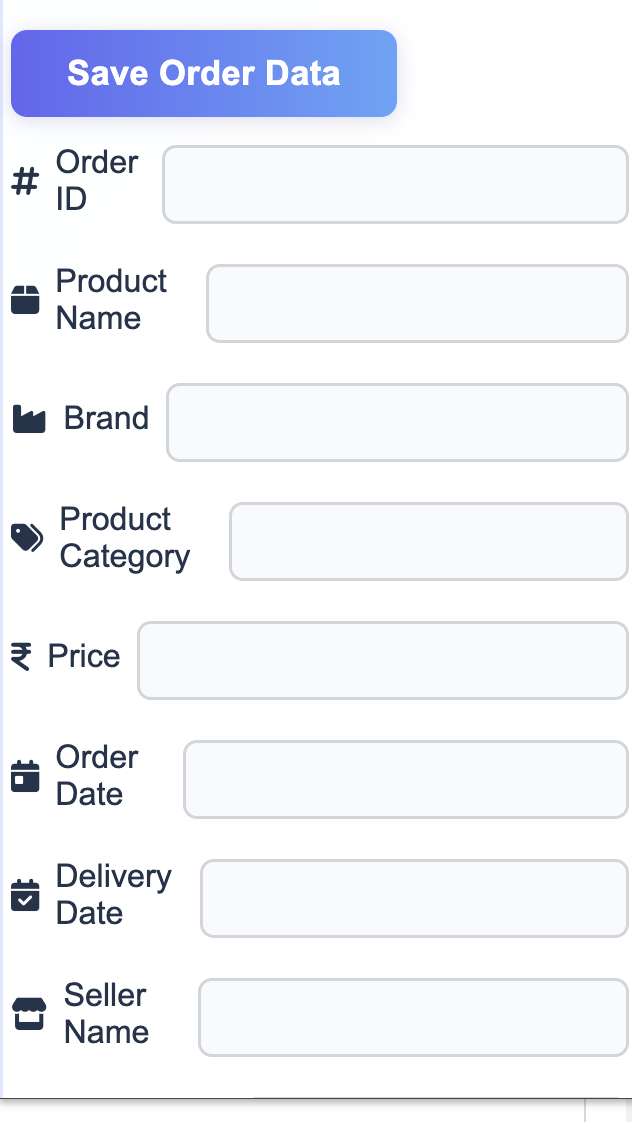 Save Order Data
# Order
ID
Product
Name
Brand
Product
Category
₹ Price
Order
Date
Delivery
Date
Seller
Name